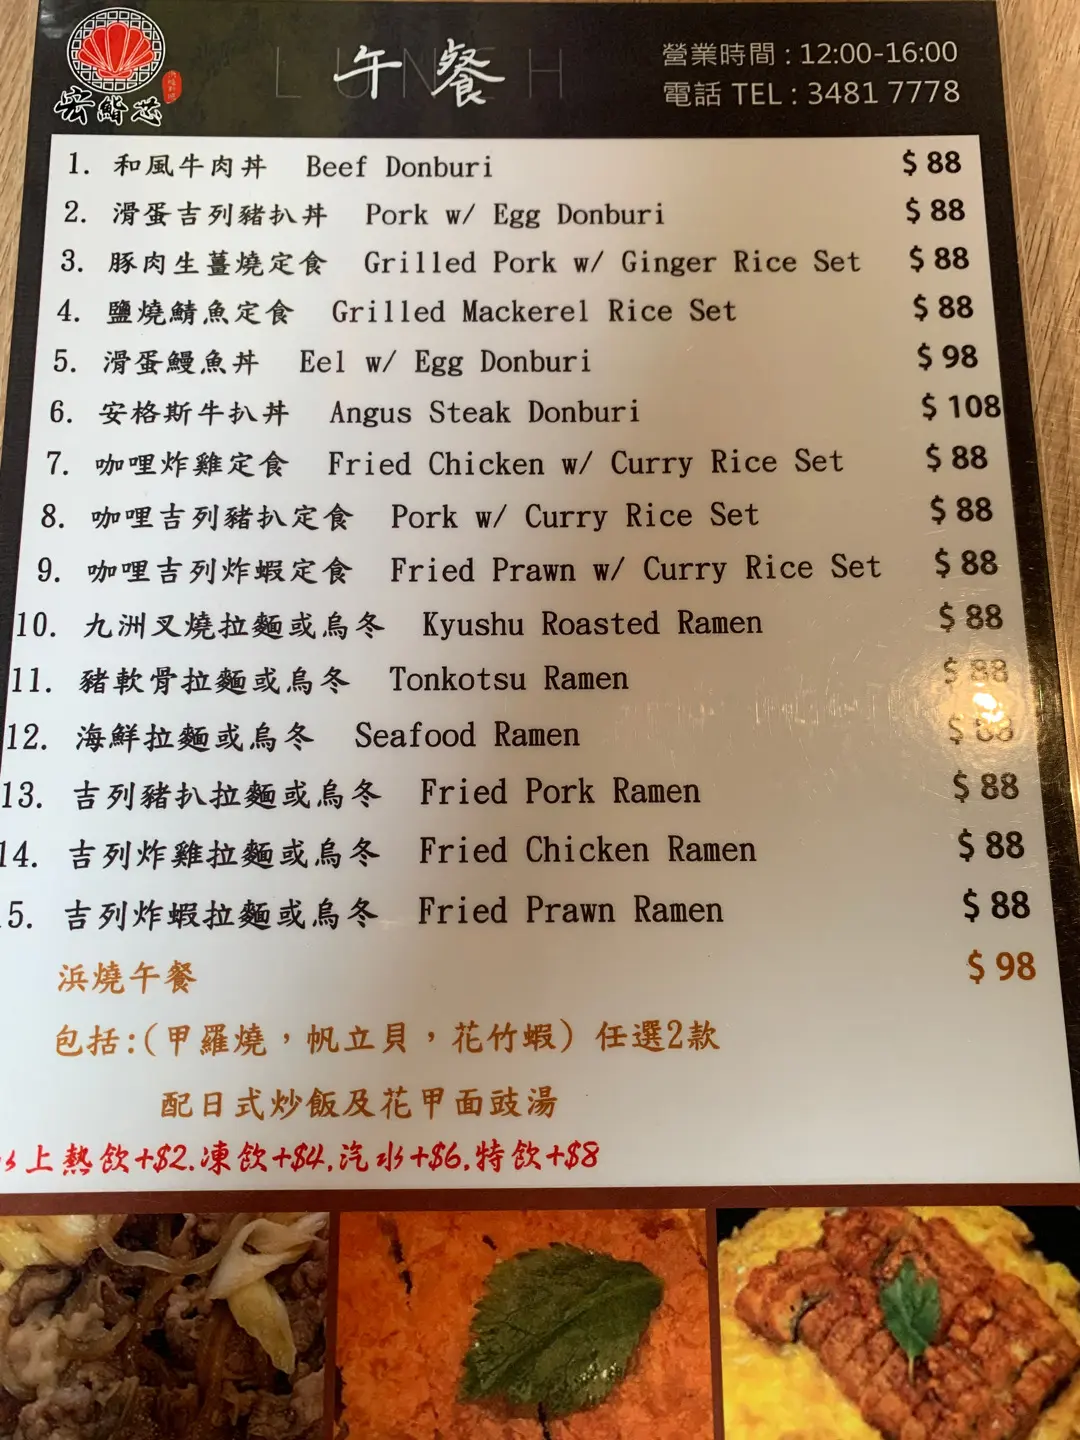 LUNCH 午餐
營業時間 : 12:00-16:00
電話 TEL : 3481 7778
1. 和風牛肉丼 Beef Donburi $ 88
2. 滑蛋吉列豬扒丼 Pork w/ Egg Donburi $ 88
3. 豚肉生薑燒定食 Grilled Pork w/ Ginger Rice Set $ 88
4. 鹽燒鯖魚定食 Grilled Mackerel Rice Set $ 88
5. 滑蛋鰻魚丼 Eel w/ Egg Donburi $ 98
6. 安格斯牛扒丼 Angus Steak Donburi $ 108
7. 咖哩炸雞定食 Fried Chicken w/ Curry Rice Set $ 88
8. 咖哩吉列豬扒定食 Pork w/ Curry Rice Set $ 88
9. 咖哩吉列炸蝦定食 Fried Prawn w/ Curry Rice Set $ 88
10. 九洲叉燒拉麵或烏冬 Kyushu Roasted Ramen $ 88
11. 豬軟骨拉麵或烏冬 Tonkotsu Ramen $ 88
12. 海鮮拉麵或烏冬 Seafood Ramen $ 88
13. 吉列豬扒拉麵或烏冬 Fried Pork Ramen $ 88
14. 吉列炸雞拉麵或烏冬 Fried Chicken Ramen $ 88
5. 吉列炸蝦拉麵或烏冬 Fried Prawn Ramen $ 88
浜燒午餐 $ 98
包括:(甲羅燒，帆立貝，花竹蝦) 任選2款
配日式炒飯及花甲面豉湯
以上熱飲+$2.凍飲+$4.汽水+$6.特飲+$8